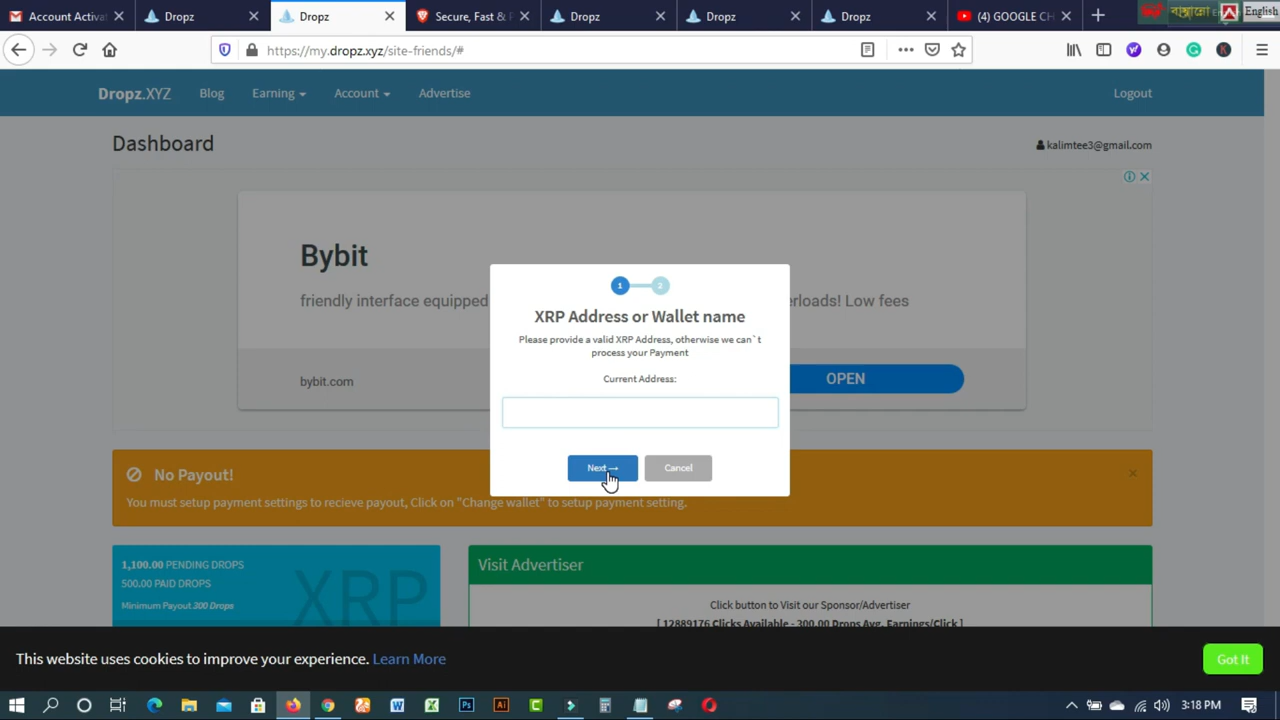 Account Activat
Dropz
Dropz
Secure, Fast & P
Dropz
Dropz
Dropz
(4) GOOGLE CH
English
https://my.dropz.xyz/site-friends/#
Dropz.XYZ
Blog
Earning
Account
Advertise
Logout
Dashboard
kalimtee3@gmail.com
Bybit
friendly interface equipped
erloads! Low fees
bybit.com
OPEN
1
2
XRP Address or Wallet name
Please provide a valid XRP Address, otherwise we can`t
process your Payment
Current Address:
Next →
Cancel
No Payout!
You must setup payment settings to recieve payout, Click on "Change wallet" to setup payment setting.
1,100.00 PENDING DROPS
500.00 PAID DROPS
Minimum Payout 300 Drops
XRP
Visit Advertiser
Click button to Visit our Sponsor/Advertiser
[ 12889176 Clicks Available - 300.00 Drops Avg. Earnings/Click ]
This website uses cookies to improve your experience. Learn More
Got It
3:18 PM